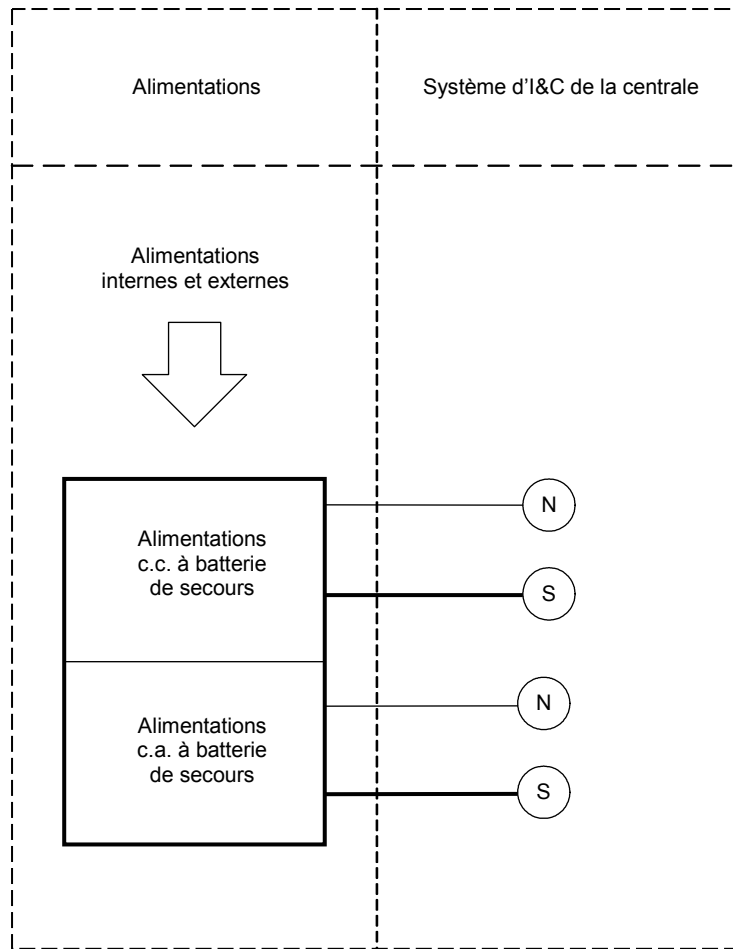 Alimentations
Système d’I&C de la centrale
Alimentations
internes et externes
Alimentations
c.c. à batterie
de secours
N
S
Alimentations
c.a. à batterie
de secours
N
S